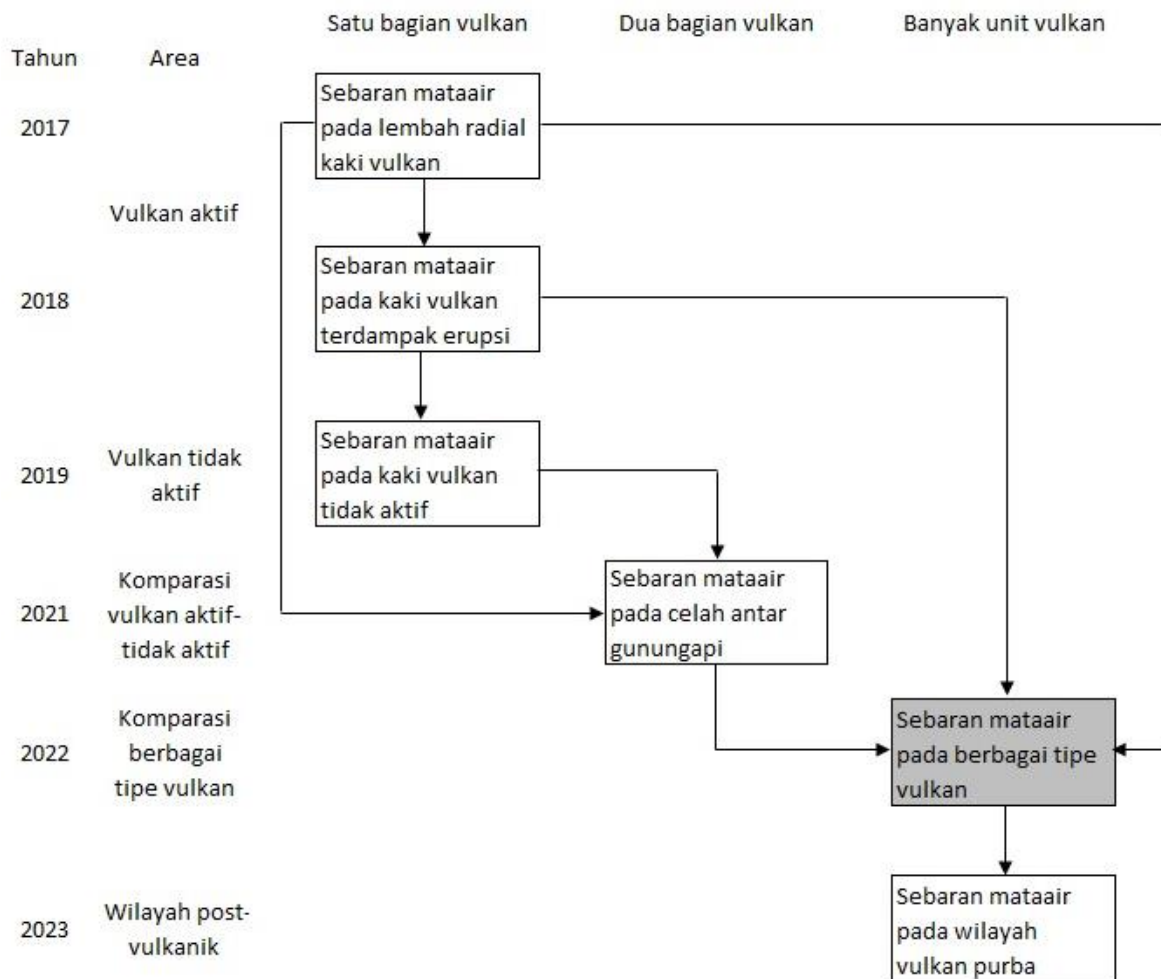 Satu bagian vulkan
Dua bagian vulkan
Banyak unit vulkan
Tahun
Area
2017
Sebaran mataair
pada lembah radial
kaki vulkan
Vulkan aktif
2018
Sebaran mataair
pada kaki vulkan
terdampak erupsi
2019
Vulkan tidak
aktif
Sebaran mataair
pada kaki vulkan
tidak aktif
2021
Komparasi
vulkan aktif-
tidak aktif
Sebaran mataair
pada celah antar
gunungapi
2022
Komparasi
berbagai
tipe vulkan
Sebaran mataair
pada berbagai tipe
vulkan
2023
Wilayah post-
vulkanik
Sebaran mataair
pada wilayah
vulkan purba